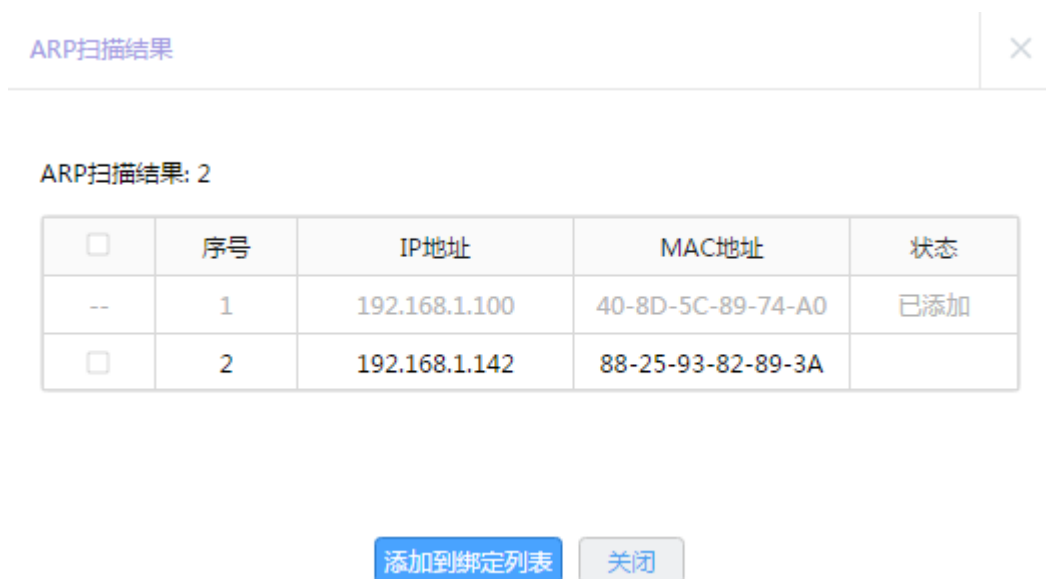 ARP扫描结果
ARP扫描结果: 2
序号 IP地址 MAC地址 状态
-- 1 192.168.1.100 40-8D-5C-89-74-A0 已添加
2 192.168.1.142 88-25-93-82-89-3A
添加到绑定列表 关闭